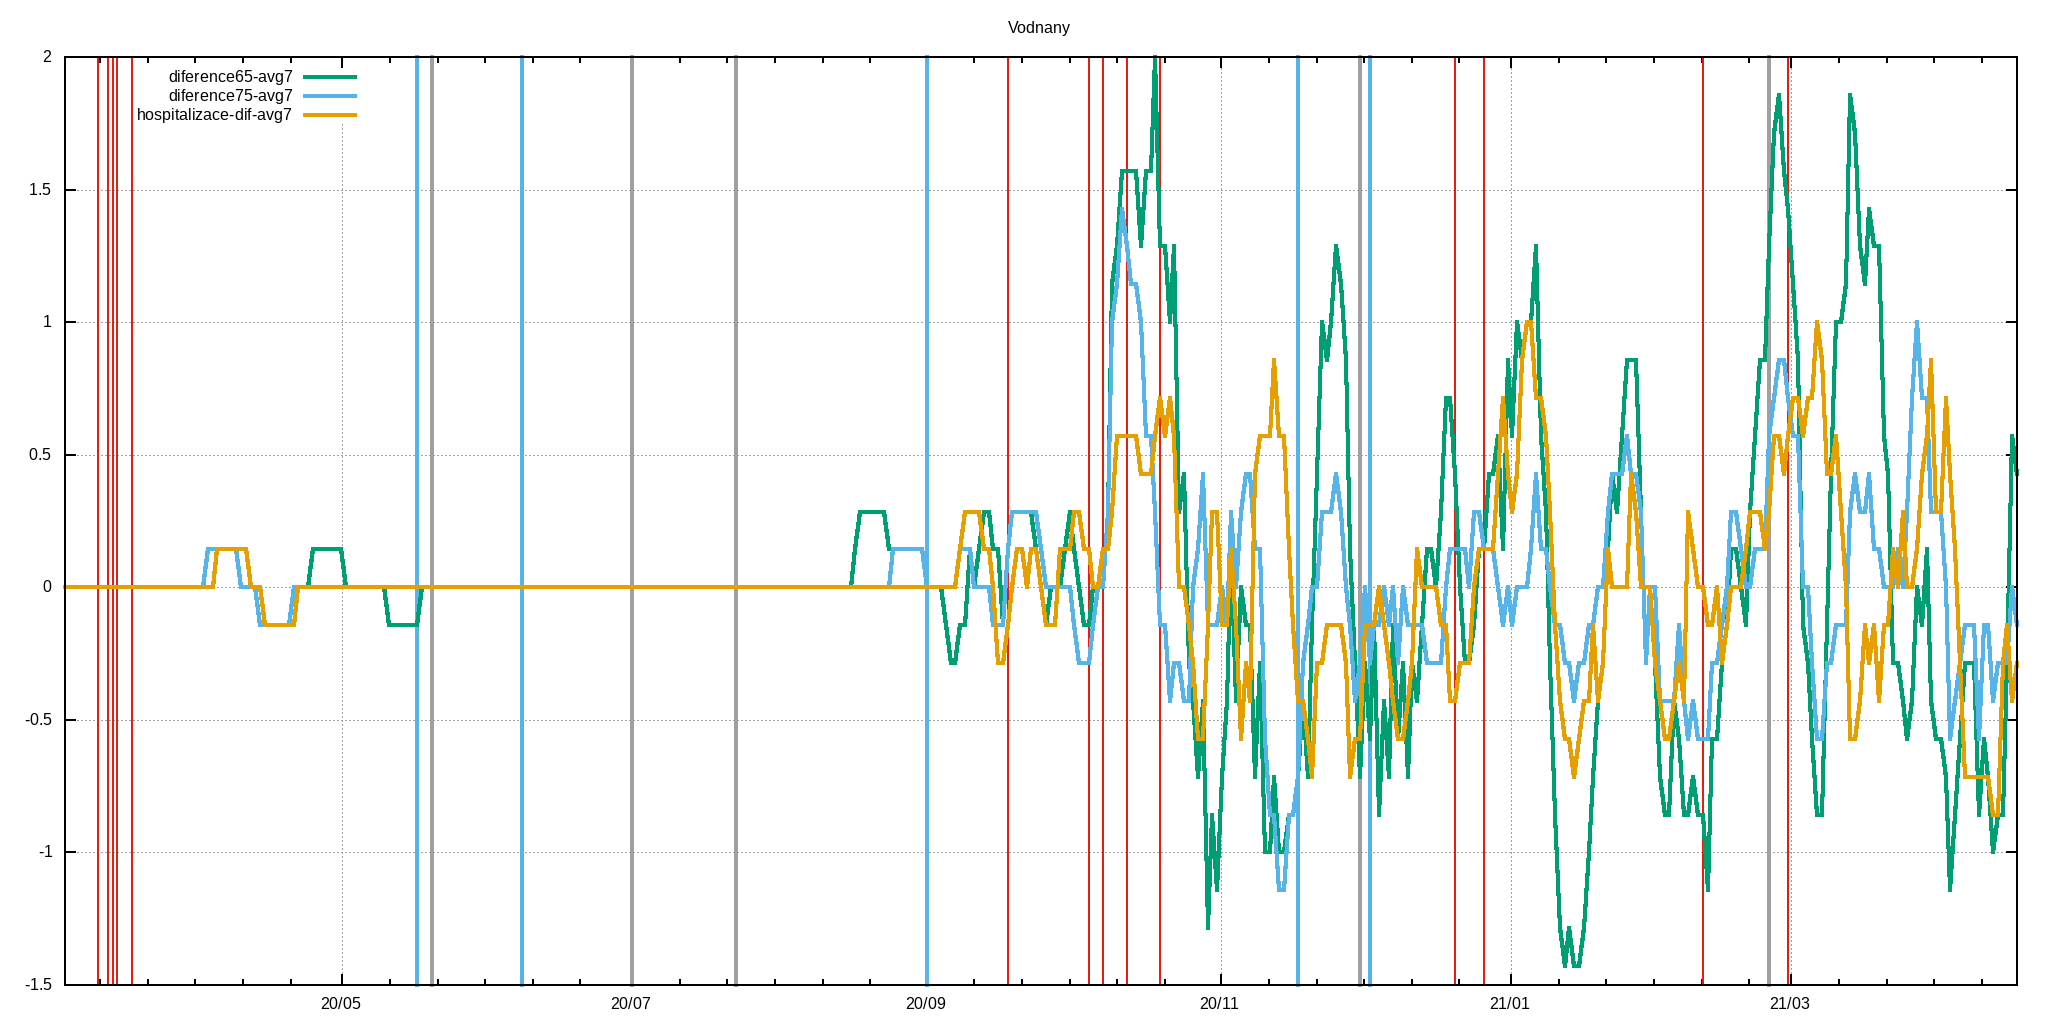 Vodnany
diference65-avg7
diference75-avg7
hospitalizace-dif-avg7
2
1.5
1
0.5
0
-0.5
-1
-1.5
20/05 20/07 20/09 20/11 21/01 21/03